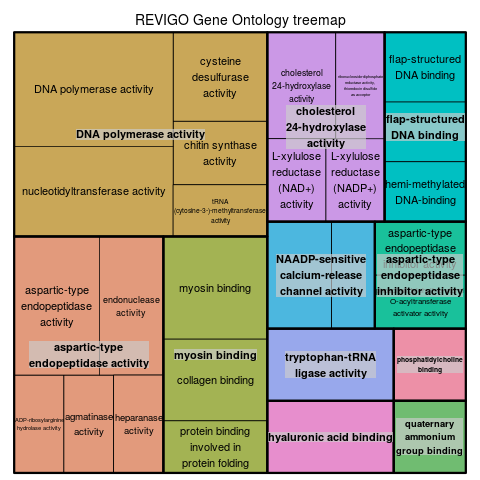 REVIGO Gene Ontology treemap
DNA polymerase activity
cysteine
desulfurase
activity
DNA polymerase activity
chitin synthase
activity
nucleotidyltransferase activity
tRNA
(cytosine-3-)-methyltransferase
activity
cholesterol
24-hydroxylase
activity
cholesterol
24-hydroxylase
activity
L-xylulose
reductase
(NAD+)
activity
L-xylulose
reductase
(NADP+)
activity
flap-structured
DNA binding
flap-structured
DNA binding
hemi-methylated
DNA-binding
aspartic-type
endopeptidase
activity
endonuclease
activity
aspartic-type
endopeptidase activity
ADP-ribosylarginine
hydrolase activity
agmatinase
activity
heparanase
activity
myosin binding
myosin binding
collagen binding
protein binding
involved in
protein folding
NAADP-sensitive
calcium-release
channel activity
aspartic-type
endopeptidase
inhibitor activity
aspartic-type
endopeptidase
inhibitor activity
O-acyltransferase
activator activity
tryptophan-tRNA
ligase activity
phosphatidylcholine
binding
hyaluronic acid binding
quaternary
ammonium
group binding